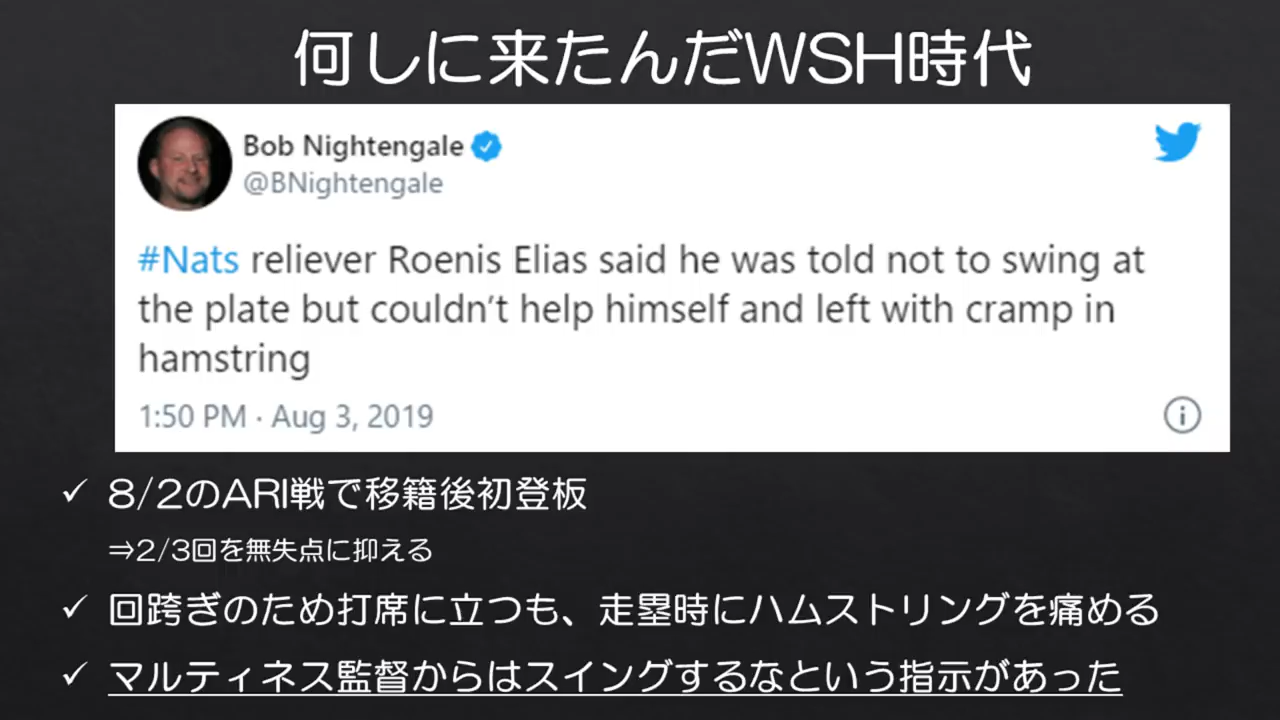 何しに来たんだWSH時代
Bob Nightengale
@BNightengale
#Nats reliever Roenis Elias said he was told not to swing at
the plate but couldn't help himself and left with cramp in
hamstring
1:50 PM · Aug 3, 2019
✓ 8/2のARI戦で移籍後初登板
⇒2/3回を無失点に抑える
✓ 回跨ぎのため打席に立つも、走塁時にハムストリングを痛める
✓ マルティネス監督からはスイングするなという指示があった